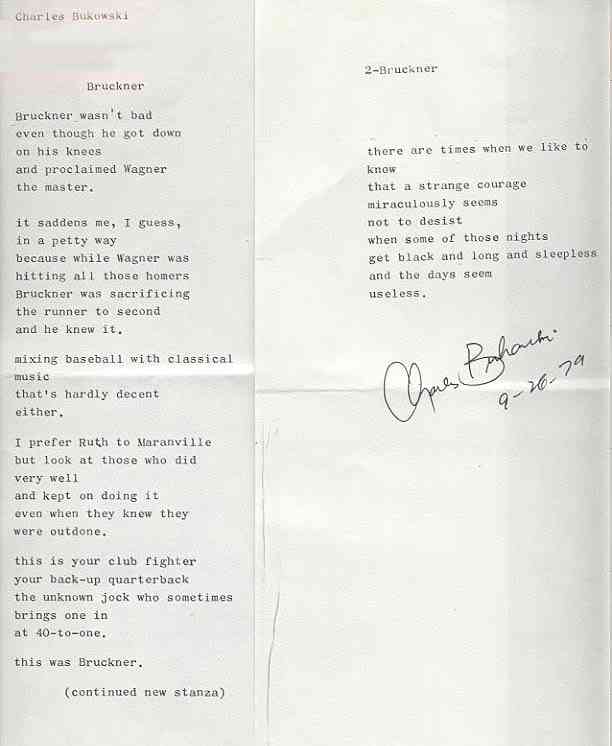 Charles Bukowski
Bruckner
Bruckner wasn't bad
even though he got down
on his knees
and proclaimed Wagner
the master.
it saddens me, I guess,
in a petty way
because while Wagner was
hitting all those homers
Bruckner was sacrificing
the runner to second
and he knew it.
mixing baseball with classical
music
that's hardly decent
either.
I prefer Ruth to Maranville
but look at those who did
very well
and kept on doing it
even when they knew they
were outdone.
this is your club fighter
your back-up quarterback
the unknown jock who sometimes
brings one in
at 40-to-one.
this was Bruckner.
(continued new stanza)
2-Bruckner
there are times when we like to
know
that a strange courage
miraculously seems
not to desist
when some of those nights
get black and long and sleepless
and the days seem
useless.
Charles Bukowski
9-26-79